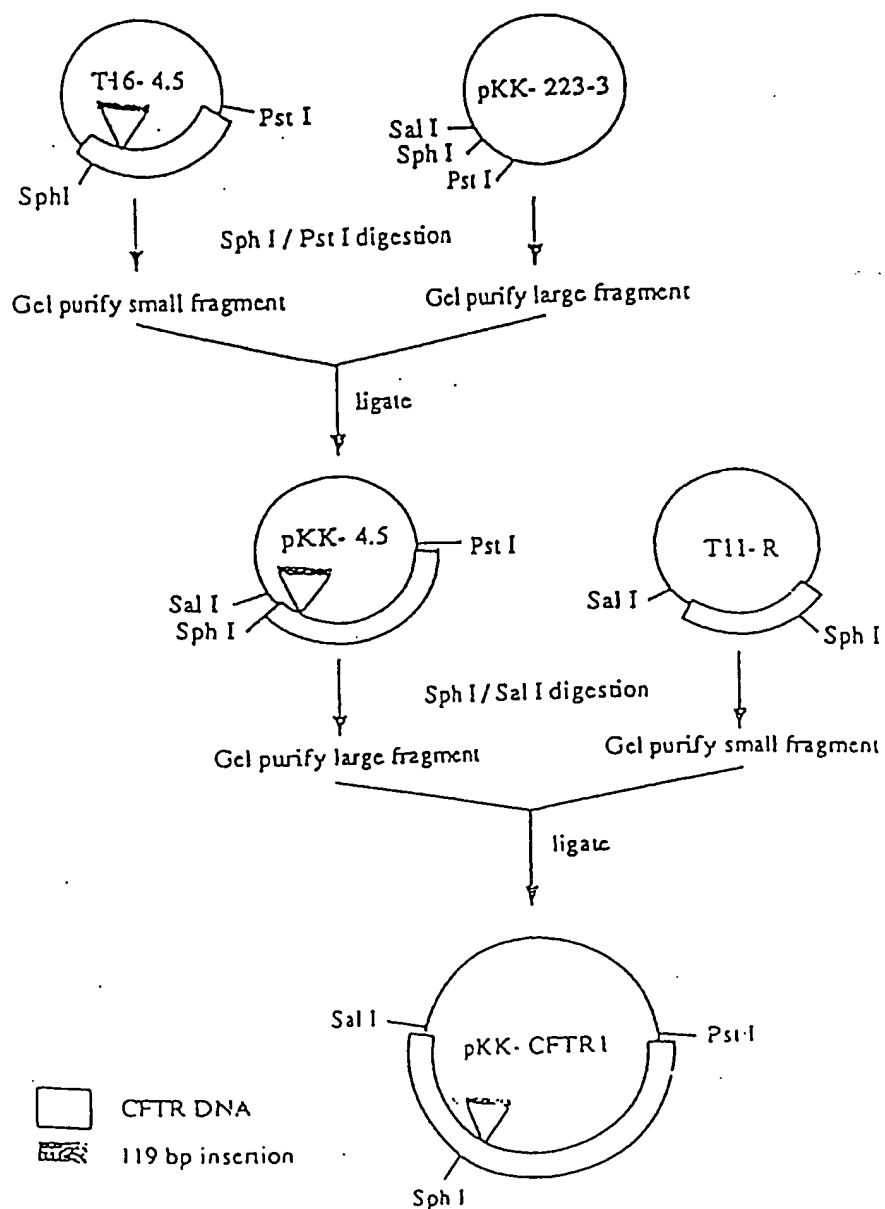 T16-4.5
pKK-223-3
Pst I
Sal I
Sph I
Pst I
SphI
Sph I / Pst I digestion
Gel purify small fragment
Gel purify large fragment
ligate
pKK-4.5
Pst I
T11-R
Sal I
Sph I
Sal I
Sph I
Sph I / Sal I digestion
Gel purify large fragment
Gel purify small fragment
ligate
Sal I
Pst I
pKK-CFTR1
CFTR DNA
119 bp insertion
Sph I